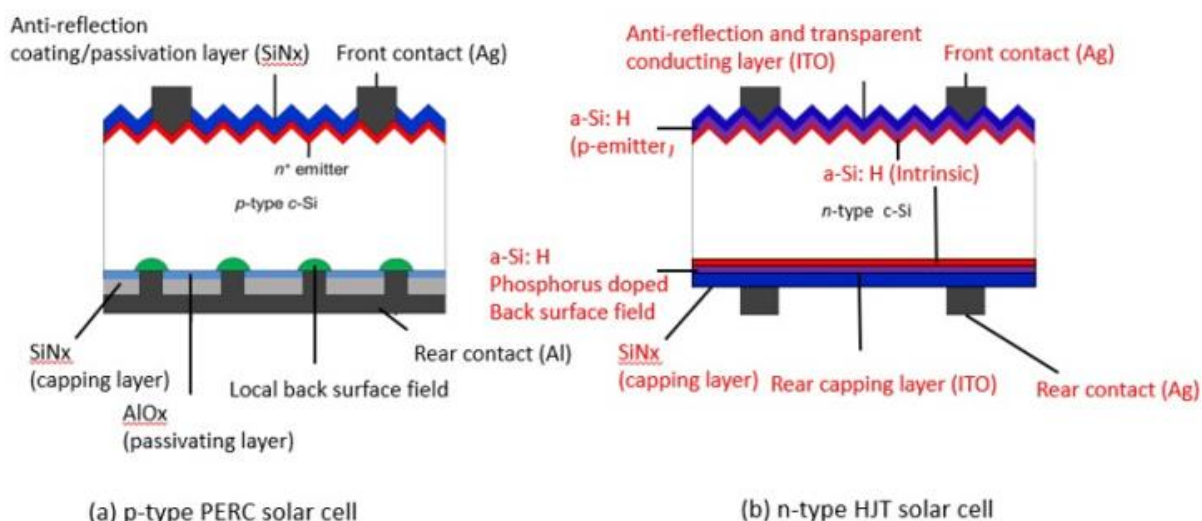 Anti-reflection
coating/passivation layer (SiNx)
Front contact (Ag)
n⁺ emitter
p-type c-Si
SiNx
(capping layer)
AlOx
(passivating layer)
Local back surface field
Rear contact (Al)
(a) p-type PERC solar cell
Anti-reflection and transparent
conducting layer (ITO)
Front contact (Ag)
a-Si: H
(p-emitter)
a-Si: H (Intrinsic)
n-type c-Si
a-Si: H
Phosphorus doped
Back surface field
SiNx
(capping layer)
Rear capping layer (ITO)
Rear contact (Ag)
(b) n-type HJT solar cell